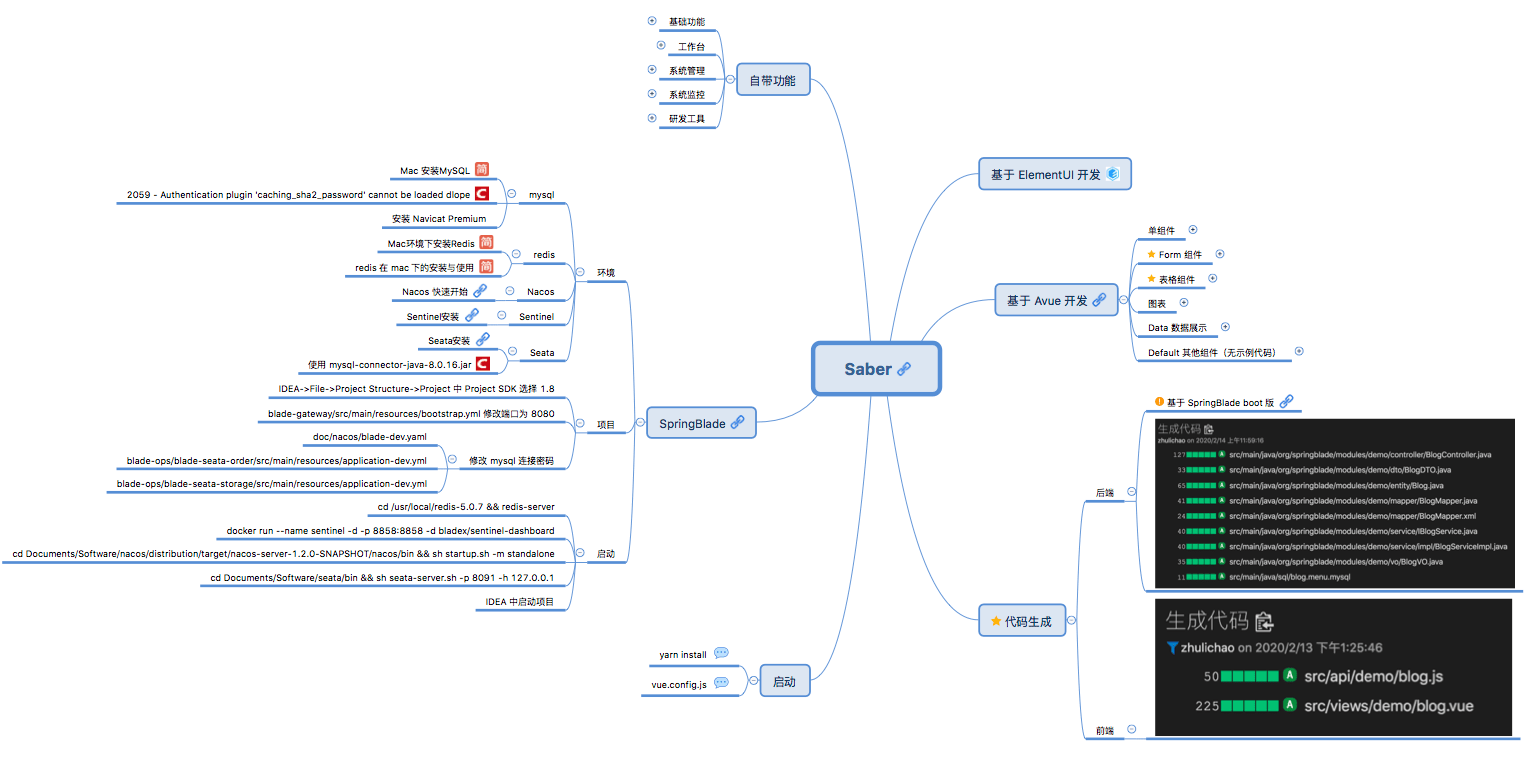 Saber
自带功能
基础功能
工作台
系统管理
系统监控
研发工具
SpringBlade
环境
mysql
Mac 安装MySQL 简
2059 - Authentication plugin 'caching_sha2_password' cannot be loaded dlope C
安装 Navicat Premium
redis
Mac环境下安装Redis 简
redis 在 mac 下的安装与使用 简
Nacos
Nacos 快速开始
Sentinel
Sentinel安装
Seata
Seata安装
使用 mysql-connector-java-8.0.16.jar C
项目
IDEA->File->Project Structure->Project 中 Project SDK 选择 1.8
blade-gateway/src/main/resources/bootstrap.yml 修改端口为 8080
修改 mysql 连接密码
doc/nacos/blade-dev.yaml
blade-ops/blade-seata-order/src/main/resources/application-dev.yml
blade-ops/blade-seata-storage/src/main/resources/application-dev.yml
启动
cd /usr/local/redis-5.0.7 && redis-server
docker run --name sentinel -d -p 8858:8858 -d bladex/sentinel-dashboard
cd Documents/Software/nacos/distribution/target/nacos-server-1.2.0-SNAPSHOT/nacos/bin && sh startup.sh -m standalone
cd Documents/Software/seata/bin && sh seata-server.sh -p 8091 -h 127.0.0.1
IDEA 中启动项目
启动
yarn install
vue.config.js
基于 ElementUI 开发
基于 Avue 开发
单组件
Form 组件
表格组件
图表
Data 数据展示
Default 其他组件（无示例代码）
代码生成
后端
基于 SpringBlade boot 版
生成代码
zhulichao on 2020/2/14 上午11:59:16
127 A src/main/java/org/springblade/modules/demo/controller/BlogController.java
33 A src/main/java/org/springblade/modules/demo/dto/BlogDTO.java
65 A src/main/java/org/springblade/modules/demo/entity/Blog.java
41 A src/main/java/org/springblade/modules/demo/mapper/BlogMapper.java
24 A src/main/java/org/springblade/modules/demo/mapper/BlogMapper.xml
40 A src/main/java/org/springblade/modules/demo/service/IBlogService.java
40 A src/main/java/org/springblade/modules/demo/service/impl/BlogServiceImpl.java
35 A src/main/java/org/springblade/modules/demo/vo/BlogVO.java
11 A src/main/java/sql/blog.menu.mysql
前端
生成代码
zhulichao on 2020/2/13 下午1:25:46
50 A src/api/demo/blog.js
225 A src/views/demo/blog.vue